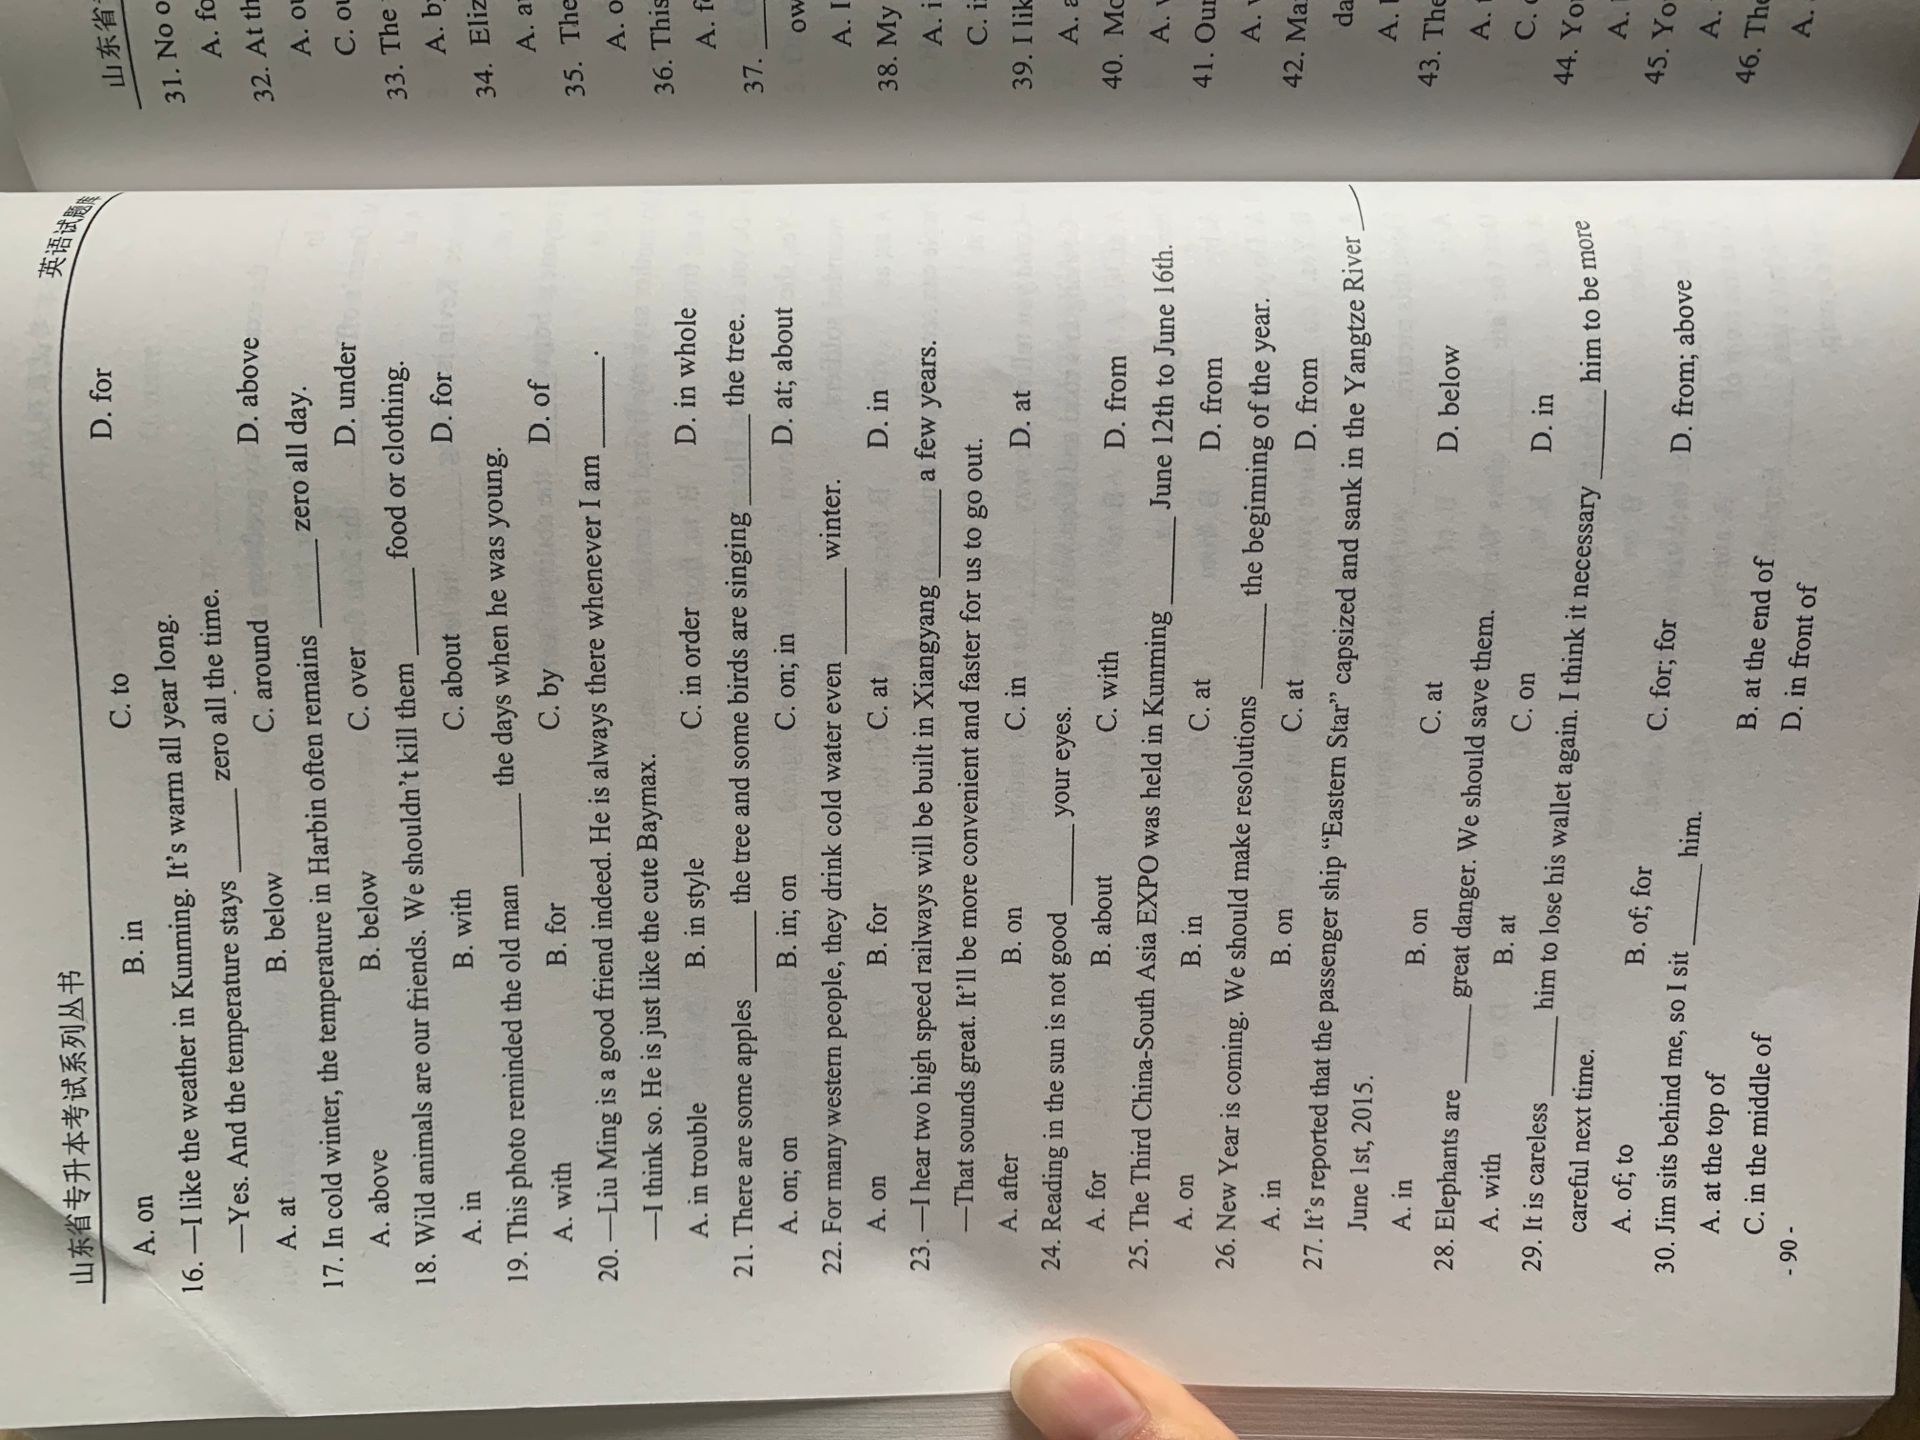 山东省专升本考试系列丛书 英语试题库
A. on B. in C. to D. for
16. —I like the weather in Kunming. It's warm all year long.
—Yes. And the temperature stays ______ zero all the time.
A. at B. below C. around D. above
17. In cold winter, the temperature in Harbin often remains ______ zero all day.
A. above B. below C. over D. under
18. Wild animals are our friends. We shouldn't kill them ______ food or clothing.
A. in B. with C. about D. for
19. This photo reminded the old man ______ the days when he was young.
A. with B. for C. by D. of
20. —Liu Ming is a good friend indeed. He is always there whenever I am ______.
—I think so. He is just like the cute Baymax.
A. in trouble B. in style C. in order D. in whole
21. There are some apples ______ the tree and some birds are singing ______ the tree.
A. on; on B. in; on C. on; in D. at; about
22. For many western people, they drink cold water even ______ winter.
A. on B. for C. at D. in
23. —I hear two high speed railways will be built in Xiangyang ______ a few years.
—That sounds great. It'll be more convenient and faster for us to go out.
A. after B. on C. in D. at
24. Reading in the sun is not good ______ your eyes.
A. for B. about C. with D. from
25. The Third China-South Asia EXPO was held in Kunming ______ June 12th to June 16th.
A. on B. in C. at D. from
26. New Year is coming. We should make resolutions ______ the beginning of the year.
A. in B. on C. at D. from
27. It's reported that the passenger ship “Eastern Star” capsized and sank in the Yangtze River ___
June 1st, 2015.
A. in B. on C. at D. below
28. Elephants are ______ great danger. We should save them.
A. with B. at C. on D. in
29. It is careless ______ him to lose his wallet again. I think it necessary ______ him to be more
careful next time.
A. of; to B. of; for C. for; for D. from; above
30. Jim sits behind me, so I sit ______ him.
A. at the top of B. at the end of
C. in the middle of D. in front of
- 90 -
山东省
31. No o
A. fo
32. At th
A. ou
C. ou
33. The
A. b
34. Eliz
A. a
35. The
A. o
36. This
A. f
37. ___
ow
A. I
38. My
A. i
C. i
39. I lik
A. a
40. Mo
A.
41. Our
A.
42. Ma
da
A.
43. The
A.
C.
44. Yo
A.
45. Yo
A.
46. The
A.